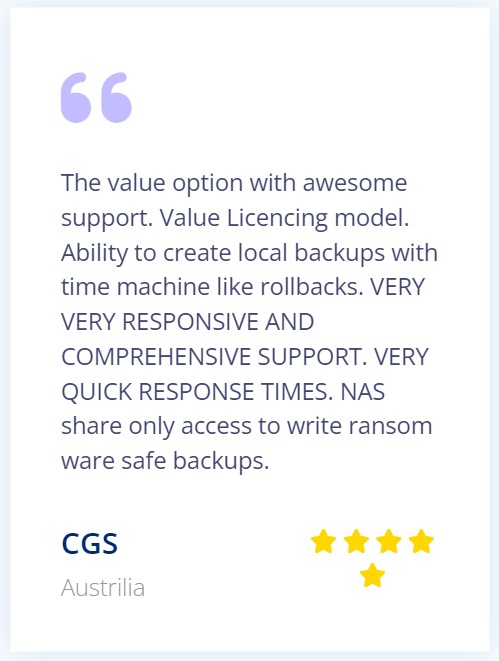 The value option with awesome
support. Value Licencing model.
Ability to create local backups with
time machine like rollbacks. VERY
VERY RESPONSIVE AND
COMPREHENSIVE SUPPORT. VERY
QUICK RESPONSE TIMES. NAS
share only access to write ransom
ware safe backups.
CGS
Austrilia